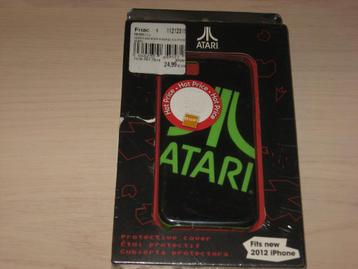 Fnac
ATARI
24,99
Hot Price • Hot Price • Hot Price
fnac
ATARI
Protective cover
Étui protectif
Cubierta protectora
Fits new
2012 iPhone